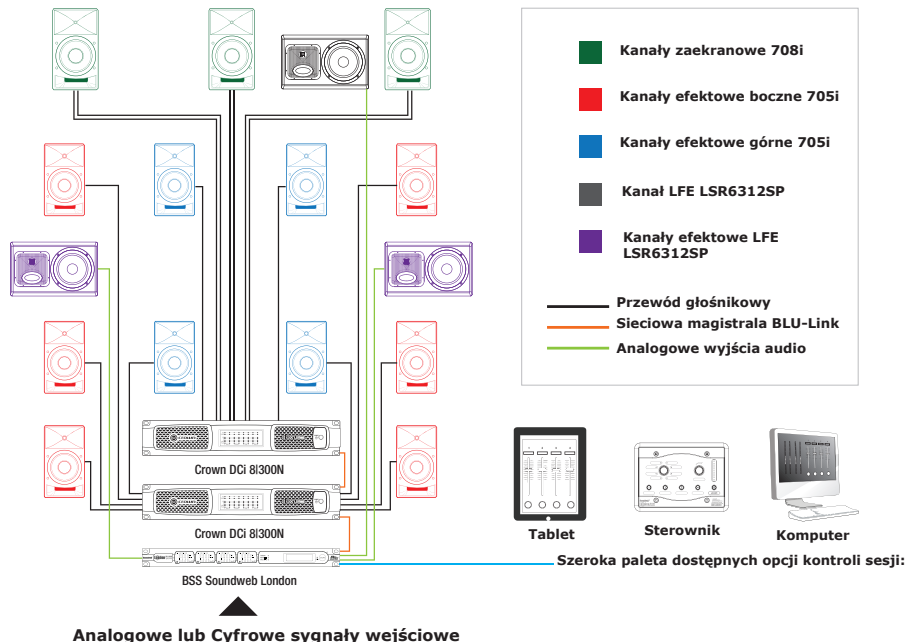 Kanały zaekranowe 708i
Kanały efektowe boczne 705i
Kanały efektowe górne 705i
Kanał LFE LSR6312SP
Kanały efektowe LFE
LSR6312SP
Przewód głośnikowy
Sieciowa magistrala BLU-Link
Analogowe wyjścia audio
Crown DCi 8|300N
Crown DCi 8|300N
BSS Soundweb London
Tablet
Sterownik
Komputer
Szeroka paleta dostępnych opcji kontroli sesji:
Analogowe lub Cyfrowe sygnały wejściowe